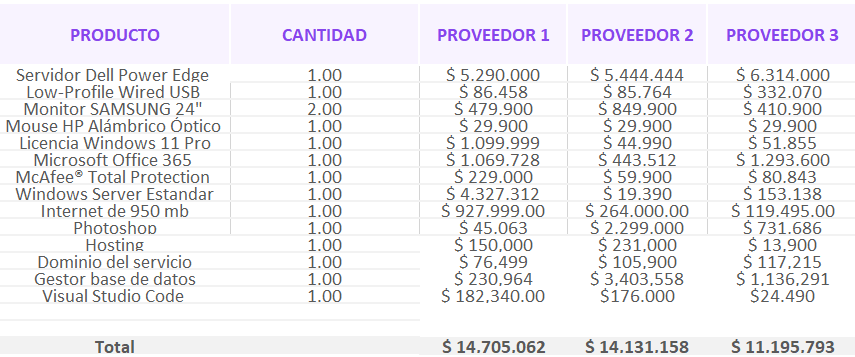 PRODUCTO CANTIDAD PROVEEDOR 1 PROVEEDOR 2 PROVEEDOR 3
Servidor Dell Power Edge 1.00 $ 5.290.000 $ 5.444.444 $ 6.314.000
Low-Profile Wired USB 1.00 $ 86.458 $ 85.764 $ 332.070
Monitor SAMSUNG 24" 2.00 $ 479.900 $ 849.900 $ 410.900
Mouse HP Alámbrico Óptico 1.00 $ 29.900 $ 29.900 $ 29.900
Licencia Windows 11 Pro 1.00 $ 1.099.999 $ 44.990 $ 51.855
Microsoft Office 365 1.00 $ 1.069.728 $ 443.512 $ 1.293.600
McAfee® Total Protection 1.00 $ 229.000 $ 59.900 $ 80.843
Windows Server Estandar 1.00 $ 4.327.312 $ 19.390 $ 153.138
Internet de 950 mb 1.00 $ 927.999.00 $ 264.000.00 $ 119.495.00
Photoshop 1.00 $ 45.063 $ 2.299.000 $ 731.686
Hosting 1.00 $ 150,000 $ 231,000 $ 13,900
Dominio del servicio 1.00 $ 76,499 $ 105,900 $ 117,215
Gestor base de datos 1.00 $ 230,964 $ 3,403,558 $ 1,136,291
Visual Studio Code 1.00 $ 182,340.00 $176.000 $24.490
Total $ 14.705.062 $ 14.131.158 $ 11.195.793